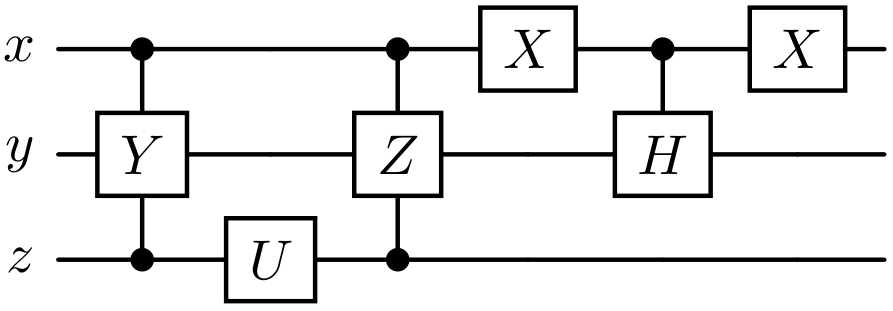 x X X
y Y Z H
z U